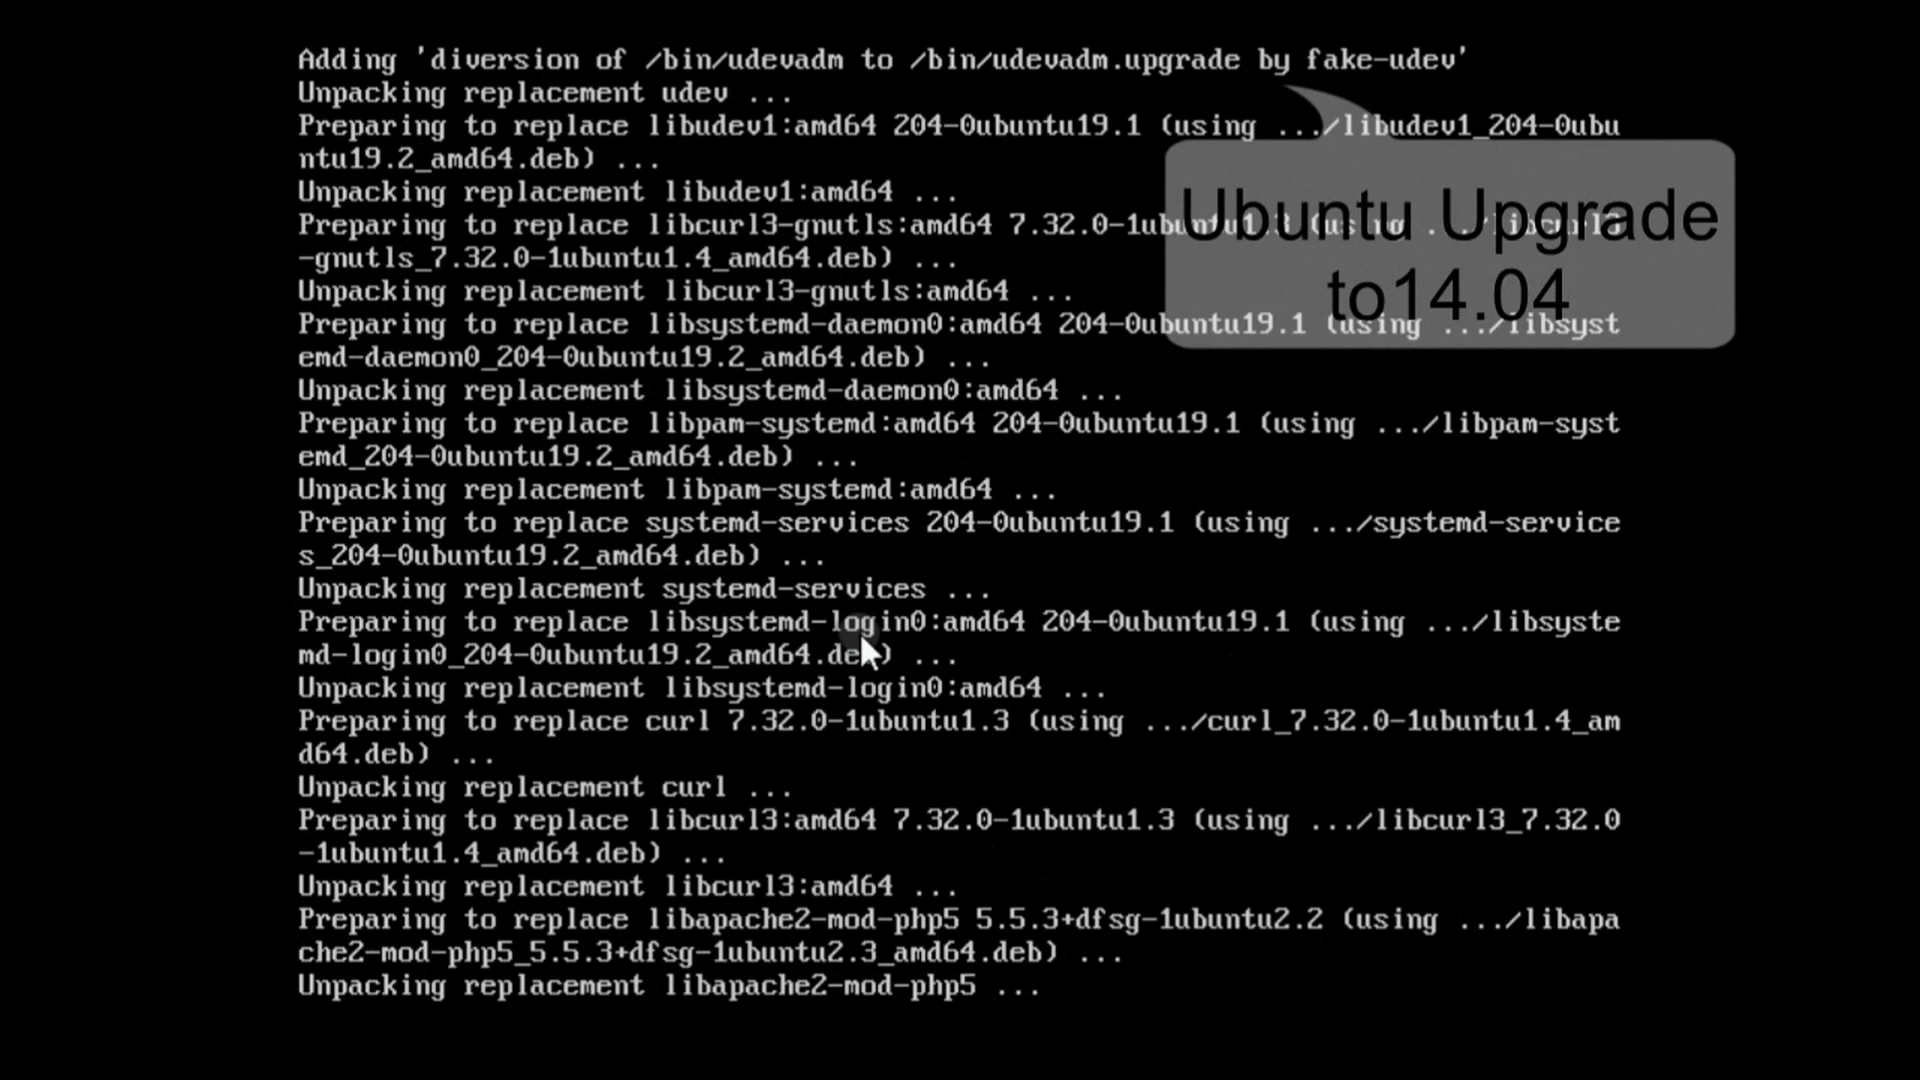 Adding 'diversion of /bin/udevadm to /bin/udevadm.upgrade by fake-udev'
Unpacking replacement udev ...
Preparing to replace libudev1:amd64 204-0ubuntu19.1 (using .../libudev1_204-0ubu
ntu19.2_amd64.deb) ...
Unpacking replacement libudev1:amd64 ...
Preparing to replace libcurl3-gnutls:amd64 7.32.0-1ubuntu1.3 (using .../libcurl3
-gnutls_7.32.0-1ubuntu1.4_amd64.deb) ...
Unpacking replacement libcurl3-gnutls:amd64 ...
Preparing to replace libsystemd-daemon0:amd64 204-0ubuntu19.1 (using .../libsyst
emd-daemon0_204-0ubuntu19.2_amd64.deb) ...
Unpacking replacement libsystemd-daemon0:amd64 ...
Preparing to replace libpam-systemd:amd64 204-0ubuntu19.1 (using .../libpam-syst
emd_204-0ubuntu19.2_amd64.deb) ...
Unpacking replacement libpam-systemd:amd64 ...
Preparing to replace systemd-services 204-0ubuntu19.1 (using .../systemd-service
s_204-0ubuntu19.2_amd64.deb) ...
Unpacking replacement systemd-services ...
Preparing to replace libsystemd-login0:amd64 204-0ubuntu19.1 (using .../libsyste
md-login0_204-0ubuntu19.2_amd64.deb) ...
Unpacking replacement libsystemd-login0:amd64 ...
Preparing to replace curl 7.32.0-1ubuntu1.3 (using .../curl_7.32.0-1ubuntu1.4_am
d64.deb) ...
Unpacking replacement curl ...
Preparing to replace libcurl3:amd64 7.32.0-1ubuntu1.3 (using .../libcurl3_7.32.0
-1ubuntu1.4_amd64.deb) ...
Unpacking replacement libcurl3:amd64 ...
Preparing to replace libapache2-mod-php5 5.5.3+dfsg-1ubuntu2.2 (using .../libapa
che2-mod-php5_5.5.3+dfsg-1ubuntu2.3_amd64.deb) ...
Unpacking replacement libapache2-mod-php5 ...
Ubuntu Upgrade
to14.04